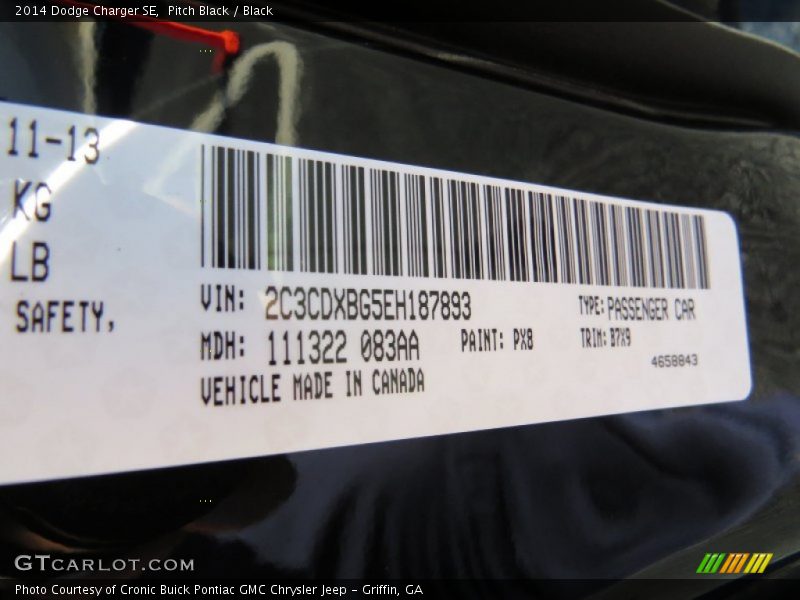 2014 Dodge Charger SE, Pitch Black / Black
11-13
KG
LB
SAFETY,
VIN: 2C3CDXBG5EH187893
TYPE: PASSENGER CAR
MDH: 111322 083AA
PAINT: PX8
TRIM: B7X9
VEHICLE MADE IN CANADA
4658843
GTCARLOT.COM
Photo Courtesy of Cronic Buick Pontiac GMC Chrysler Jeep - Griffin, GA